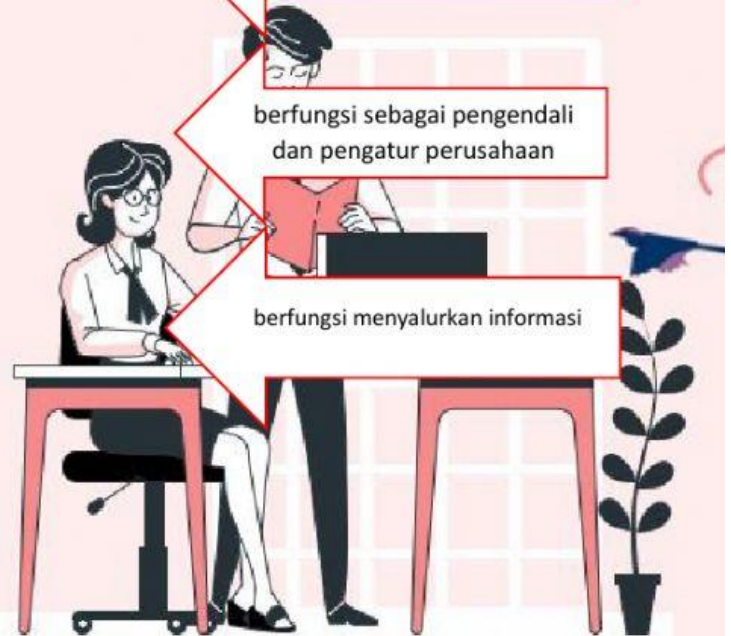 berfungsi sebagai pengendali
dan pengatur perusahaan
berfungsi menyalurkan informasi